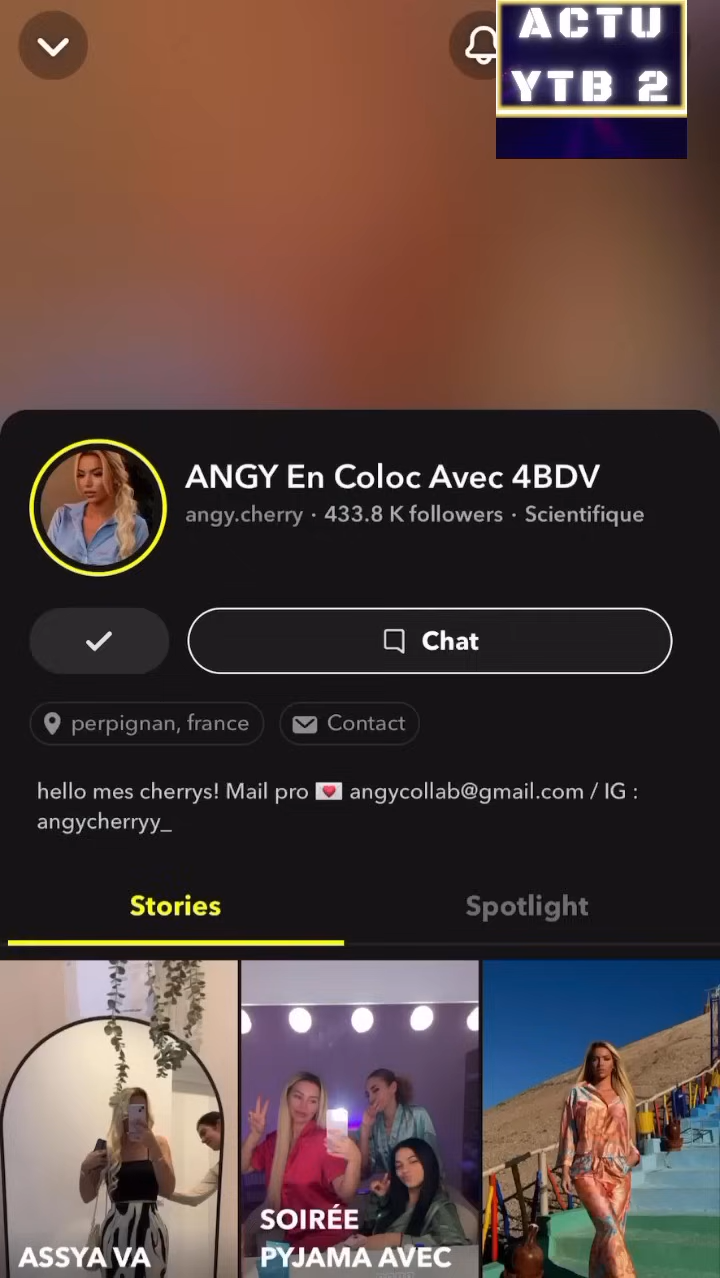 ACTU
YTB 2
ANGY En Coloc Avec 4BDV
angy.cherry · 433.8 K followers · Scientifique
Chat
perpignan, france
Contact
hello mes cherrys! Mail pro 💌 angycollab@gmail.com / IG :
angycherryy_
Stories
Spotlight
ASSYA VA
SOIRÉE
PYJAMA AVEC